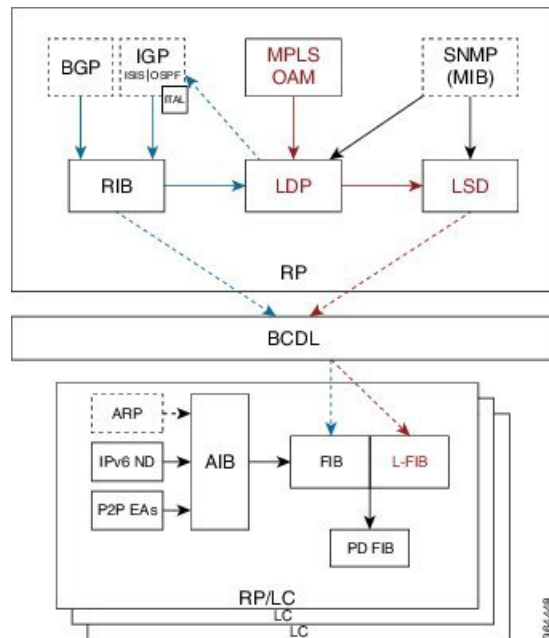 BGP
IGP
ISIS|OSPF
ITAL
MPLS
OAM
SNMP
(MIB)
RIB
LDP
LSD
RP
BCDL
ARP
IPv6 ND
P2P EAs
AIB
FIB
L-FIB
PD FIB
RP/LC
LC
LC